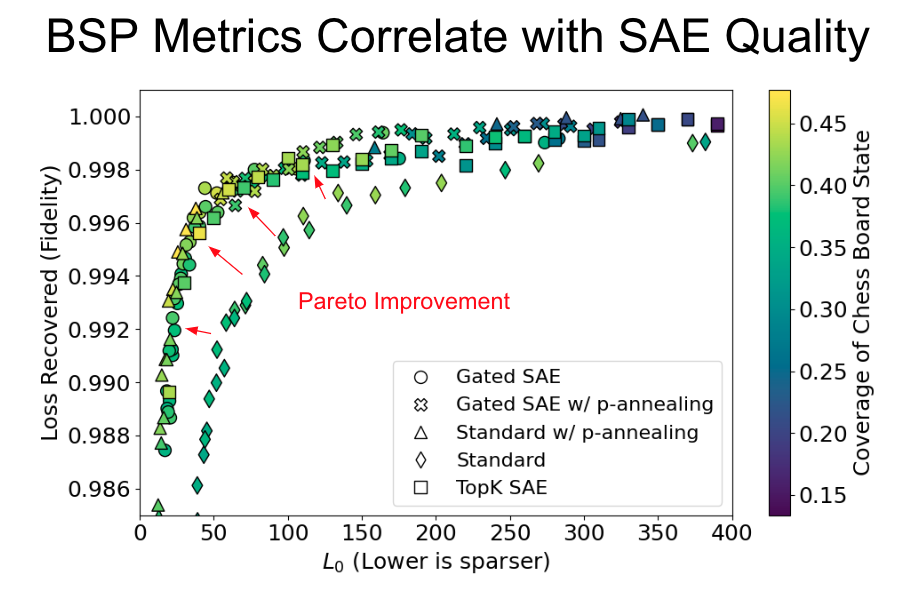 BSP Metrics Correlate with SAE Quality
1.000
0.998
0.996
0.994
0.992
0.990
0.988
0.986
Loss Recovered (Fidelity)
Pareto Improvement
Gated SAE
Gated SAE w/ p-annealing
Standard w/ p-annealing
Standard
TopK SAE
0 50 100 150 200 250 300 350 400
L₀ (Lower is sparser)
0.45
0.40
0.35
0.30
0.25
0.20
0.15
Coverage of Chess Board State